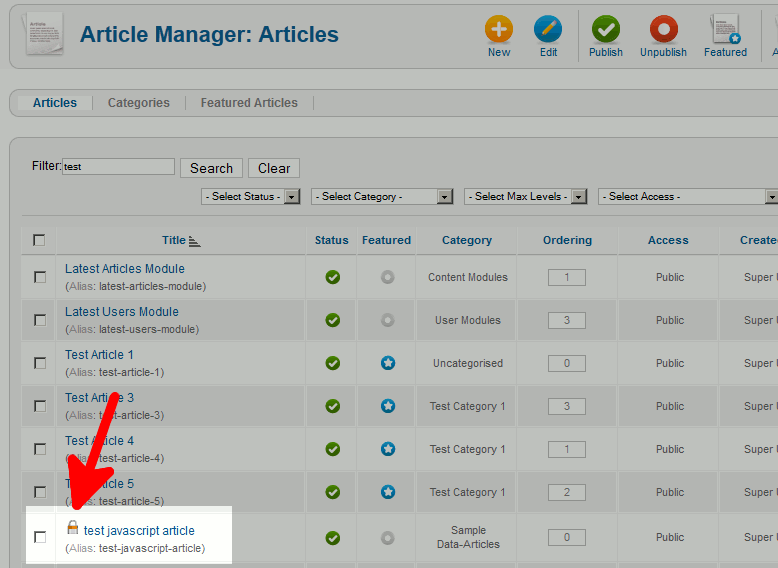 Article Manager: Articles
New Edit Publish Unpublish Featured
Articles Categories Featured Articles
Filter: test Search Clear
- Select Status - - Select Category - - Select Max Levels - - Select Access -
Title Status Featured Category Ordering Access Create
Latest Articles Module
(Alias: latest-articles-module) Content Modules 1 Public Super
Latest Users Module
(Alias: latest-users-module) User Modules 3 Public Super
Test Article 1
(Alias: test-article-1) Uncategorised 0 Public Super
Test Article 3
(Alias: test-article-3) Test Category 1 3 Public Super
Test Article 4
(Alias: test-article-4) Test Category 1 1 Public Super
Test Article 5
(Alias: test-article-5) Test Category 1 2 Public Super
test javascript article
(Alias: test-javascript-article) Sample Data-Articles 0 Public Super